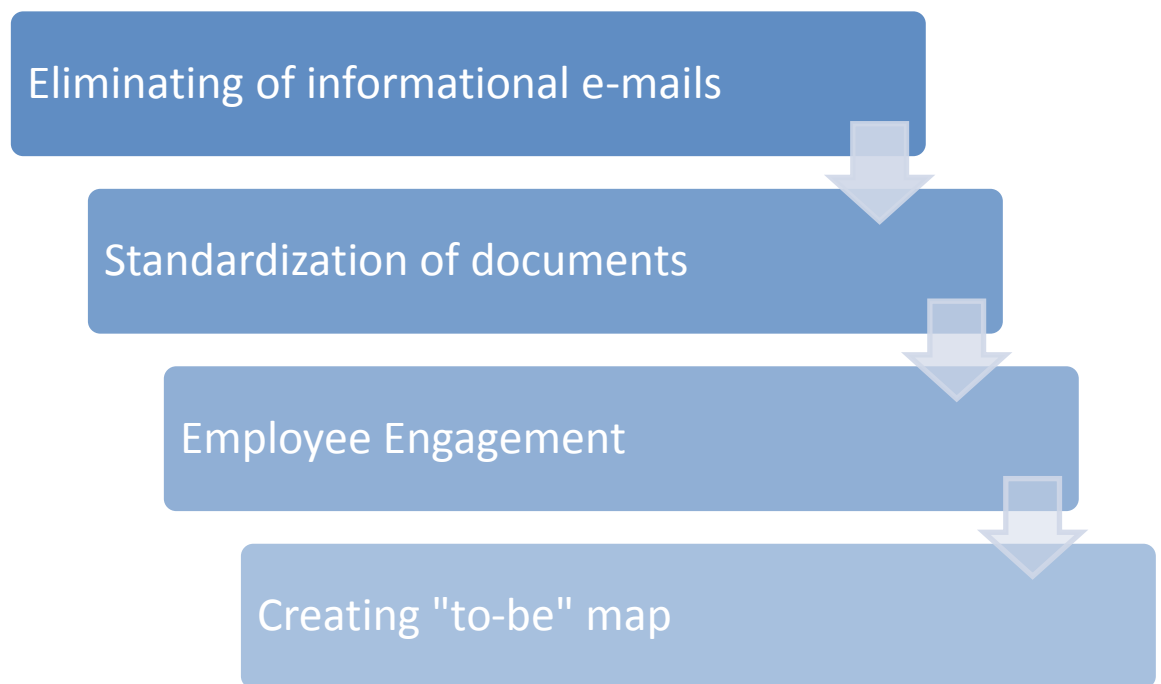 Eliminating of informational e-mails
Standardization of documents
Employee Engagement
Creating "to-be" map